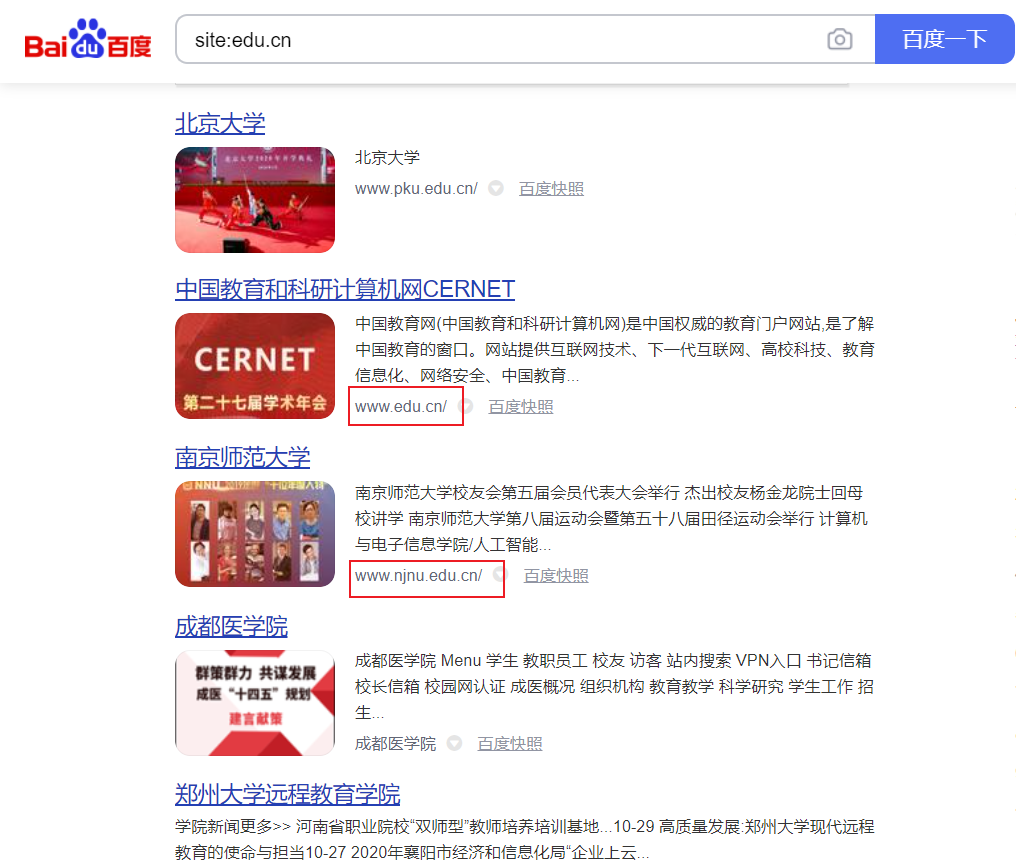 Bai du 百度
site:edu.cn
百度一下
北京大学
北京大学2020年开学典礼
北京大学
www.pku.edu.cn/ 百度快照
中国教育和科研计算机网CERNET
CERNET
第二十七届学术年会
中国教育网(中国教育和科研计算机网)是中国权威的教育门户网站,是了解
中国教育的窗口。网站提供互联网技术、下一代互联网、高校科技、教育
信息化、网络安全、中国教育...
www.edu.cn/ 百度快照
南京师范大学
NNU
南京师范大学校友会第五届会员代表大会举行 杰出校友杨金龙院士回母
校讲学 南京师范大学第八届运动会暨第五十八届田径运动会举行 计算机
与电子信息学院/人工智能...
www.njnu.edu.cn/ 百度快照
成都医学院
群策群力 共谋发展
成医“十四五”规划
建言献策
成都医学院 Menu 学生 教职员工 校友 访客 站内搜索 VPN入口 书记信箱
校长信箱 校园网认证 成医概况 组织机构 教育教学 科学研究 学生工作 招
生...
成都医学院 百度快照
郑州大学远程教育学院
学院新闻更多>> 河南省职业院校“双师型”教师培养培训基地...10-29 高质量发展:郑州大学现代远程
教育的使命与担当10-27 2020年襄阳市经济和信息化局“企业上云...